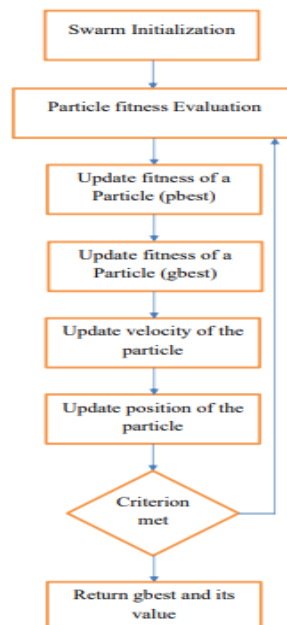 Swarm Initialization
Particle fitness Evaluation
Update fitness of a
Particle (pbest)
Update fitness of a
Particle (gbest)
Update velocity of the
particle
Update position of the
particle
Criterion
met
Return gbest and its
value